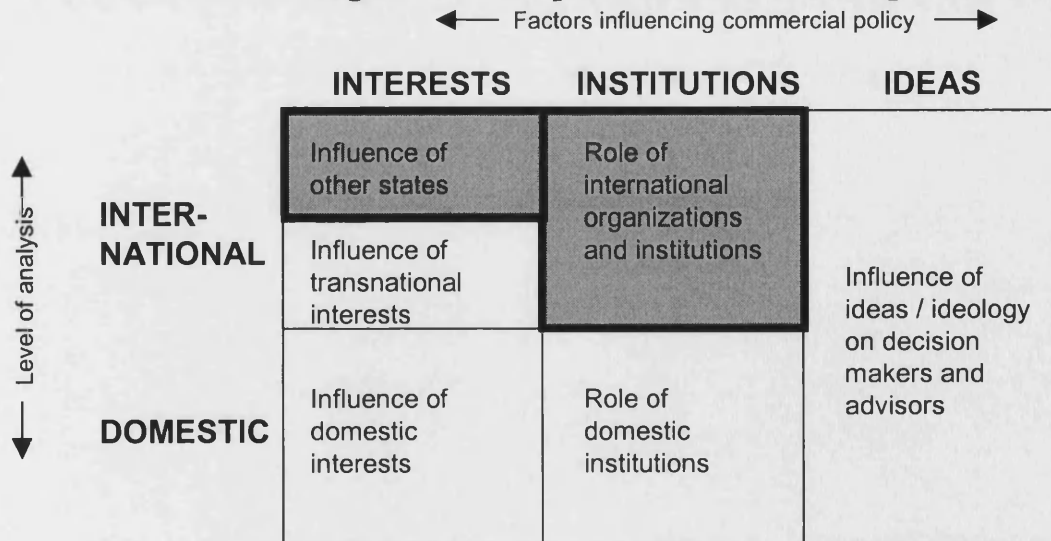 Factors influencing commercial policy
INTERESTS
INSTITUTIONS
IDEAS
Level of analysis
INTER-
NATIONAL
Influence of
other states
Influence of
transnational
interests
Role of
international
organizations
and institutions
Influence of
ideas / ideology
on decision
makers and
advisors
DOMESTIC
Influence of
domestic
interests
Role of
domestic
institutions